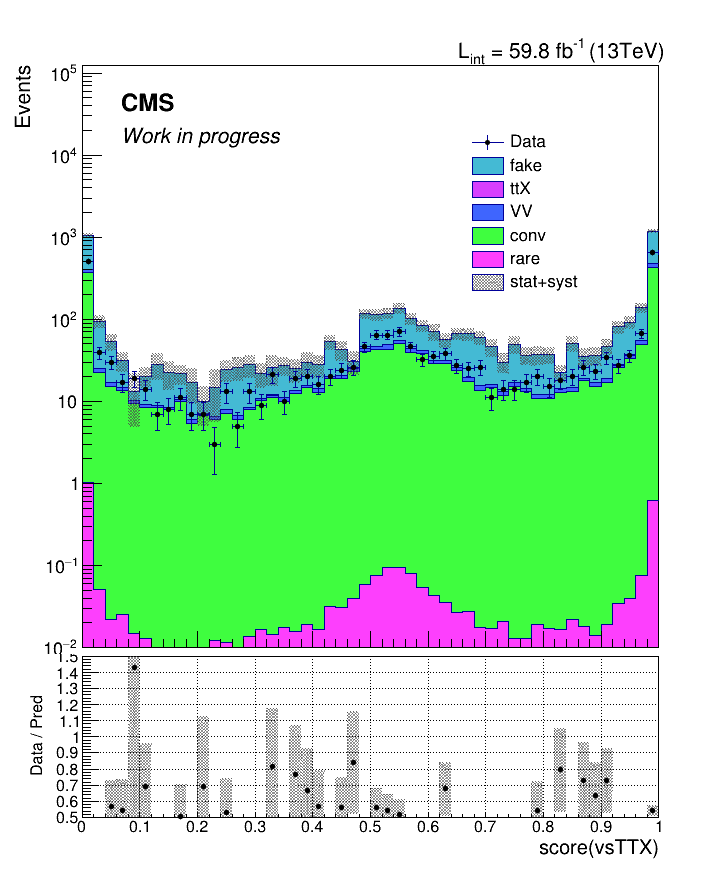 L_int = 59.8 fb^-1 (13TeV)
Events
CMS
Work in progress
Data
fake
ttX
VV
conv
rare
stat+syst
10^5
10^4
10^3
10^2
10
1
10^-1
10^-2
Data / Pred
1.5
1.4
1.3
1.2
1.1
1
0.9
0.8
0.7
0.6
0.5
0 0.1 0.2 0.3 0.4 0.5 0.6 0.7 0.8 0.9 1
score(vsTTX)